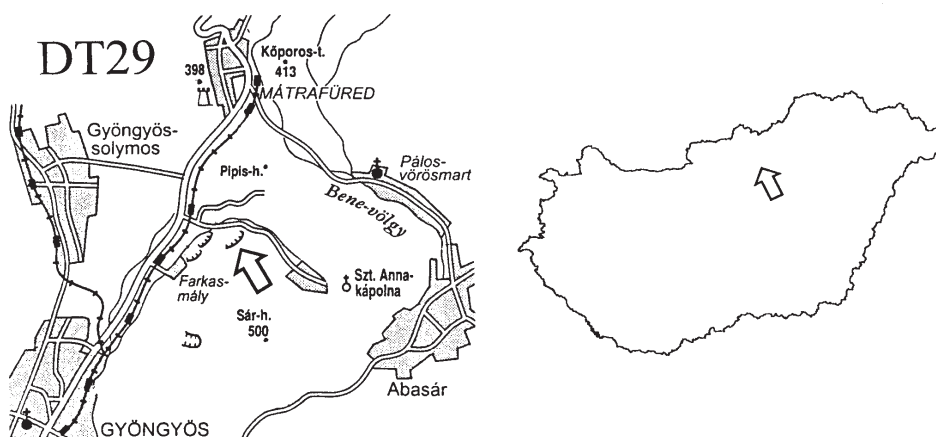 DT29
Kőporos-t.
413
398
MÁTRAFÜRED
Gyöngyös-
solymos
Pipis-h.
Pálos-
vörösmart
Bene-völgy
Farkas-
mály
Szt. Anna-
kápolna
Sár-h.
500
Abasár
GYÖNGYÖS